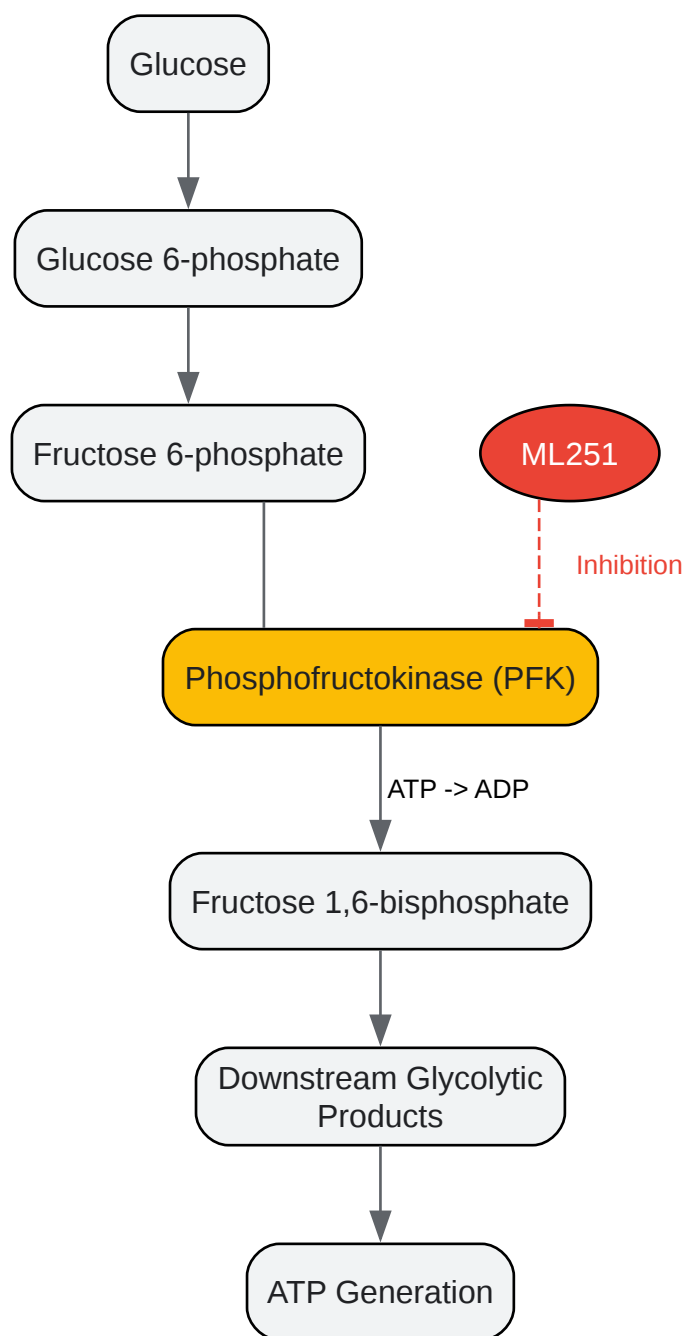 Glucose
Glucose 6-phosphate
Fructose 6-phosphate
ML251
Inhibition
Phosphofructokinase (PFK)
ATP -> ADP
Fructose 1,6-bisphosphate
Downstream Glycolytic
Products
ATP Generation